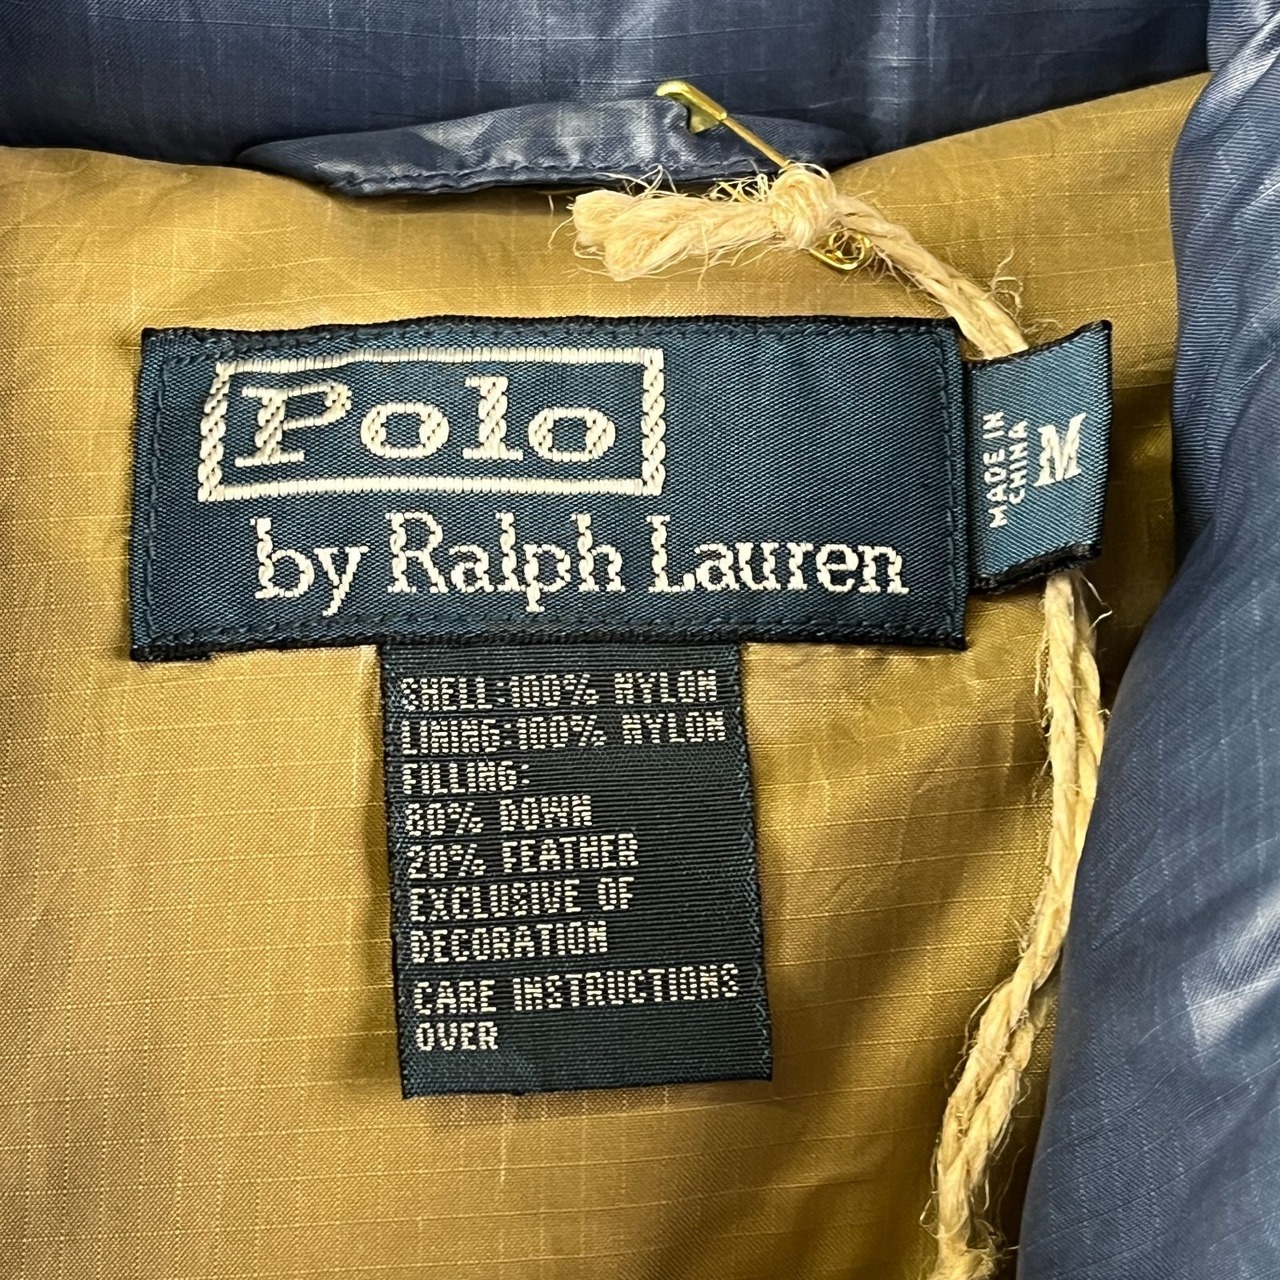 Polo
by Ralph Lauren
MADE IN
CHINA
M
SHELL:100% NYLON
LINING:100% NYLON
FILLING:
80% DOWN
20% FEATHER
EXCLUSIVE OF
DECORATION
CARE INSTRUCTIONS
OVER